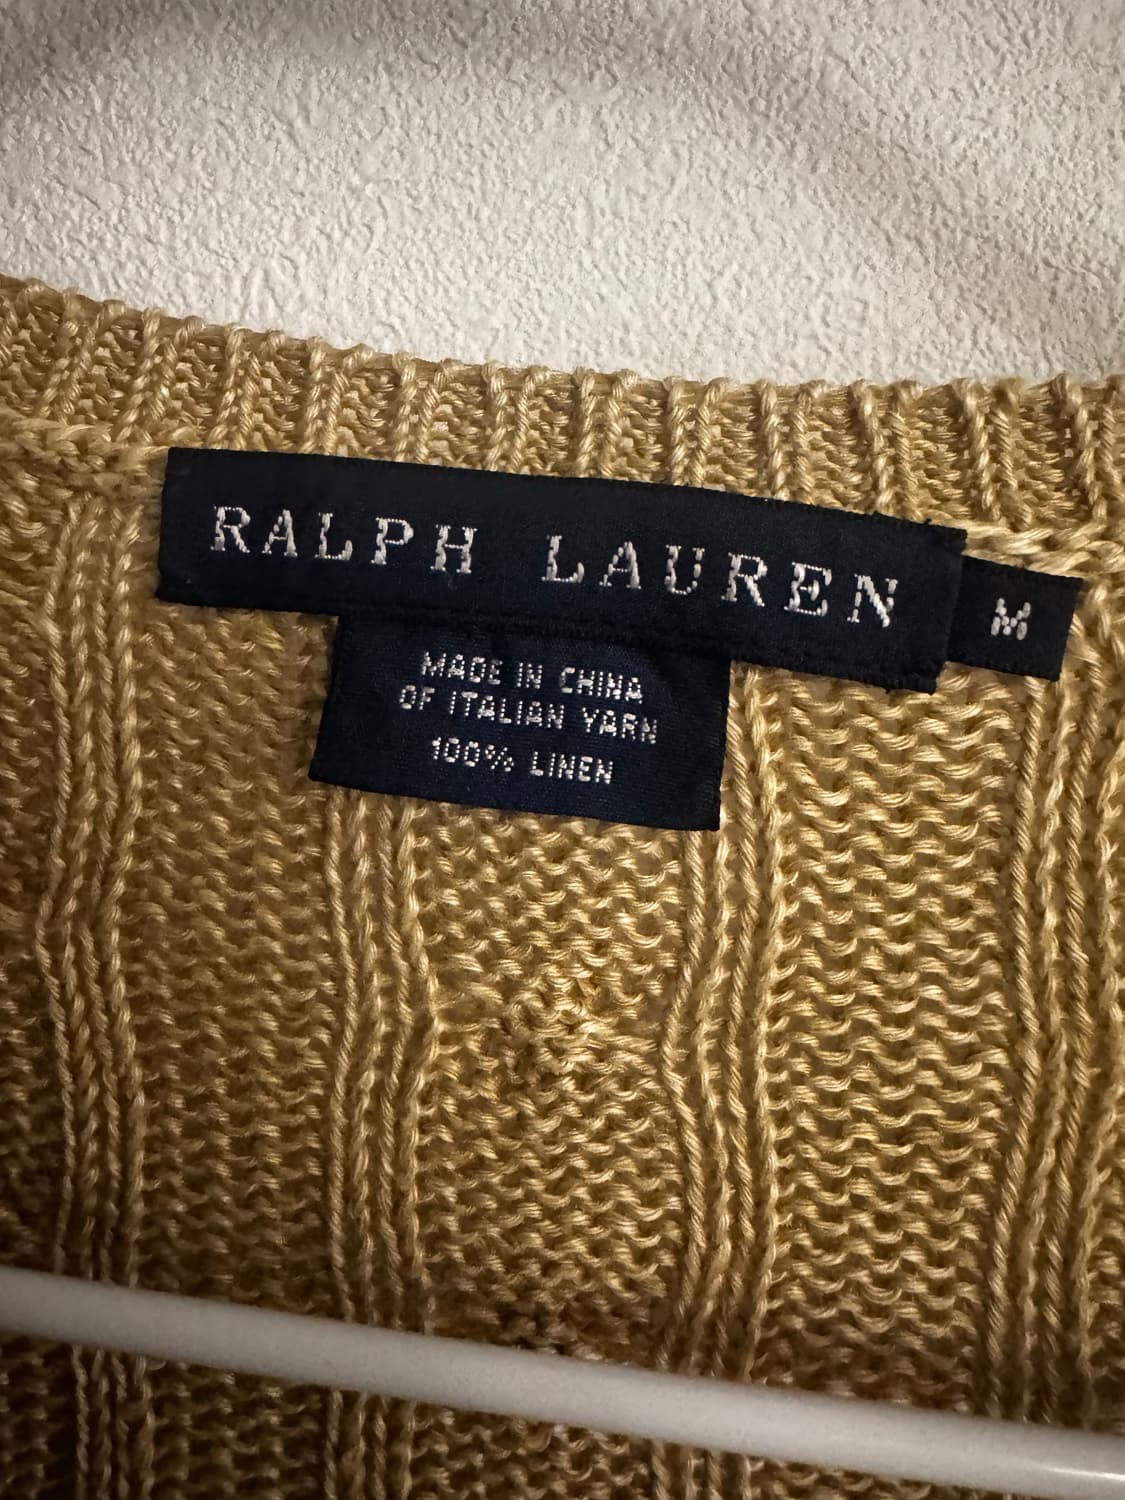 RALPH LAUREN
M
MADE IN CHINA
OF ITALIAN YARN
100% LINEN